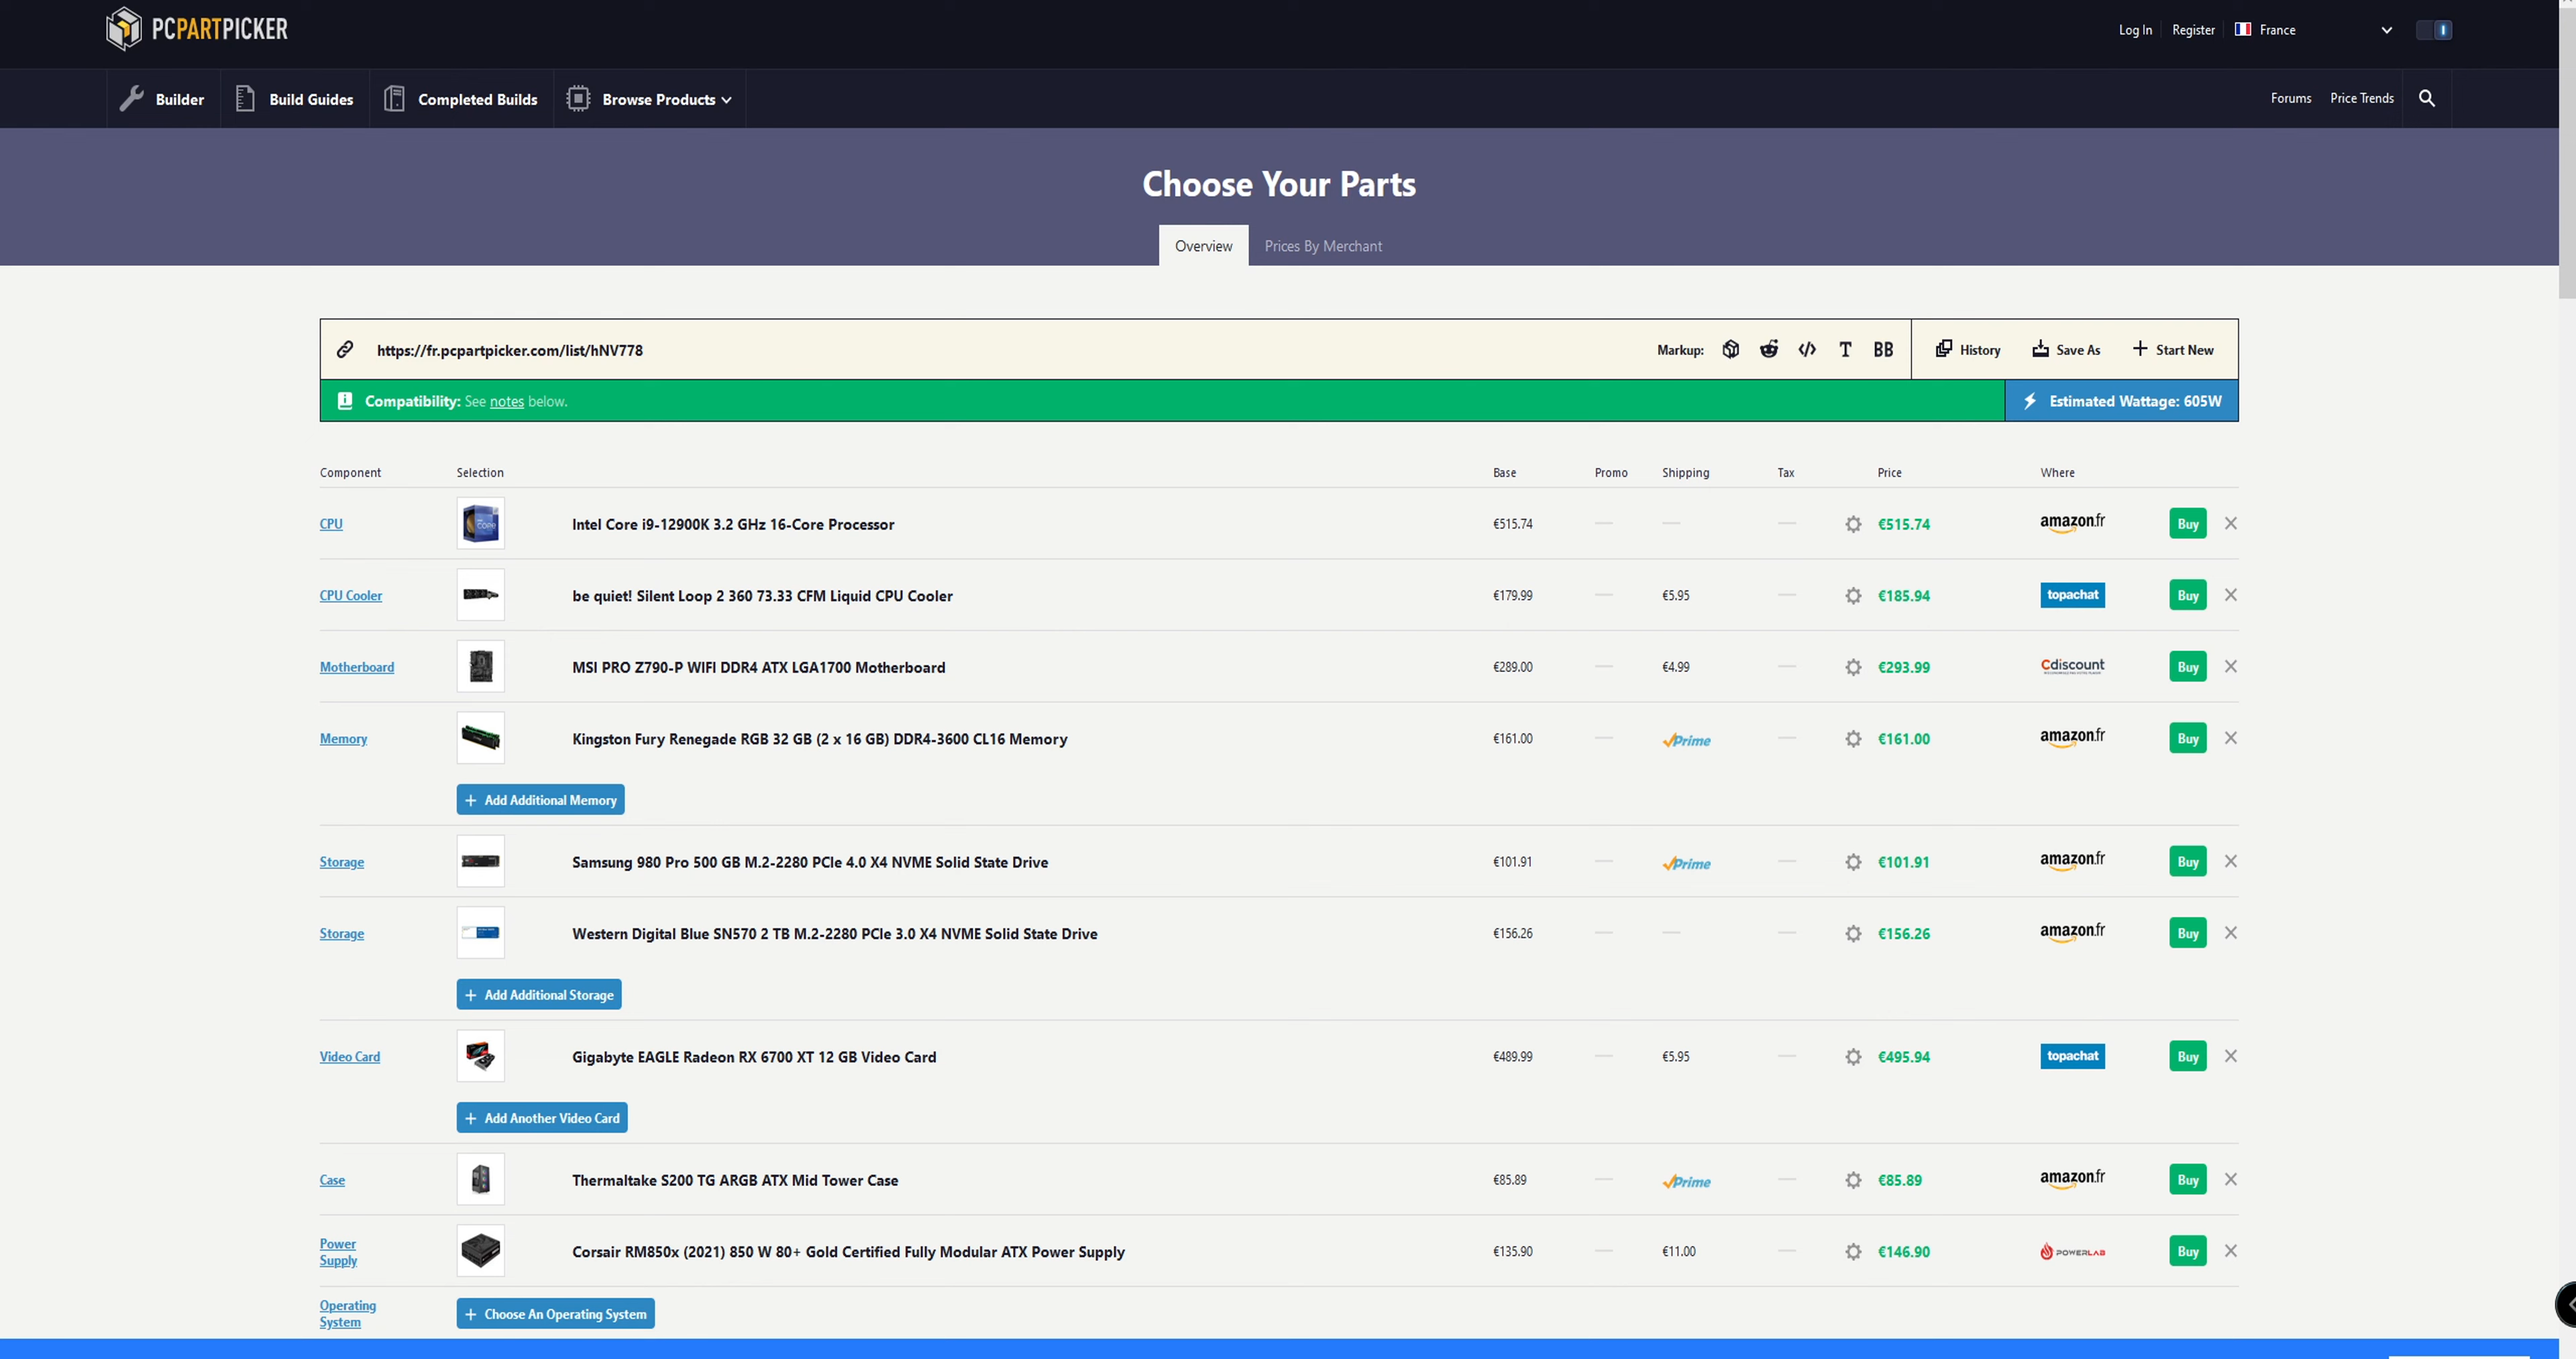 PCPARTPICKER
Log In Register France
Builder Build Guides Completed Builds Browse Products
Forums Price Trends
Choose Your Parts
Overview Prices By Merchant
https://fr.pcpartpicker.com/list/hNV778 Markup: T BB History Save As + Start New
Compatibility: See notes below. Estimated Wattage: 605W
Component Selection Base Promo Shipping Tax Price Where
CPU Intel Core i9-12900K 3.2 GHz 16-Core Processor €515.74 — — — €515.74 amazon.fr Buy
CPU Cooler be quiet! Silent Loop 2 360 73.33 CFM Liquid CPU Cooler €179.99 — €5.95 — €185.94 topachat Buy
Motherboard MSI PRO Z790-P WIFI DDR4 ATX LGA1700 Motherboard €289.00 — €4.99 — €293.99 Cdiscount Buy
Memory Kingston Fury Renegade RGB 32 GB (2 x 16 GB) DDR4-3600 CL16 Memory €161.00 — Prime — €161.00 amazon.fr Buy
+ Add Additional Memory
Storage Samsung 980 Pro 500 GB M.2-2280 PCIe 4.0 X4 NVME Solid State Drive €101.91 — Prime — €101.91 amazon.fr Buy
Storage Western Digital Blue SN570 2 TB M.2-2280 PCIe 3.0 X4 NVME Solid State Drive €156.26 — — — €156.26 amazon.fr Buy
+ Add Additional Storage
Video Card Gigabyte EAGLE Radeon RX 6700 XT 12 GB Video Card €489.99 — €5.95 — €495.94 topachat Buy
+ Add Another Video Card
Case Thermaltake S200 TG ARGB ATX Mid Tower Case €85.89 — Prime — €85.89 amazon.fr Buy
Power
Supply Corsair RM850x (2021) 850 W 80+ Gold Certified Fully Modular ATX Power Supply €135.90 — €11.00 — €146.90 POWERLAB Buy
Operating
System + Choose An Operating System